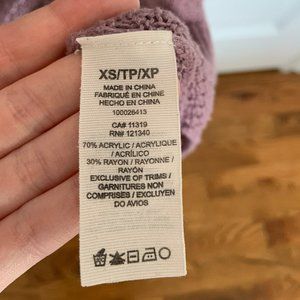 XS/TP/XP
MADE IN CHINA
FABRIQUÉ EN CHINE
HECHO EN CHINA
100026413
CA# 11319
RN# 121340
70% ACRYLIC / ACRYLIQUE
/ ACRÍLICO
30% RAYON / RAYONNE /
RAYÓN
EXCLUSIVE OF TRIMS /
GARNITURES NON
COMPRISES / EXCLUYEN
DO AVIOS